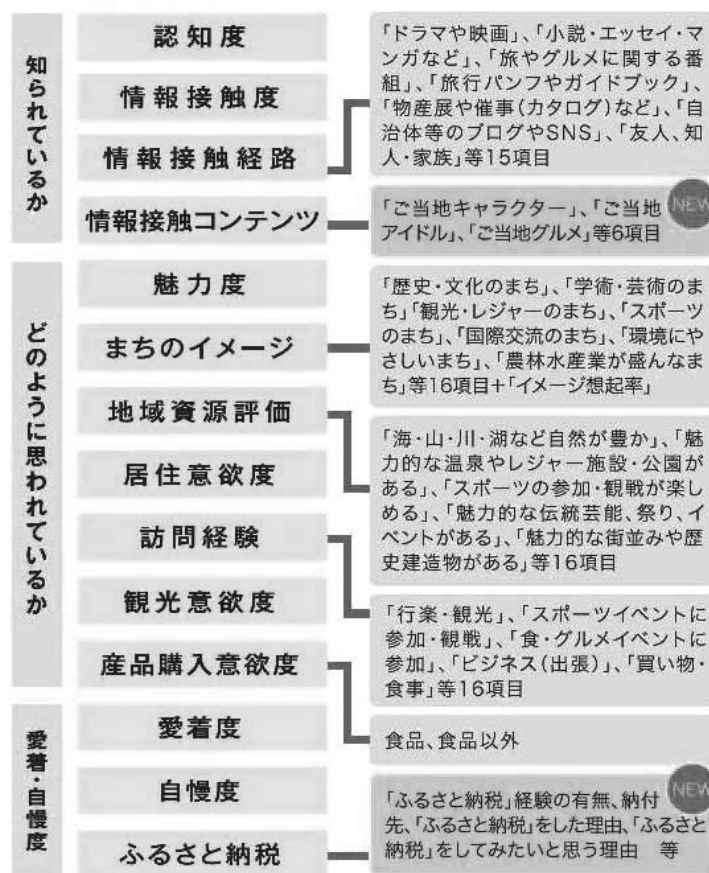 知られているか
認知度
情報接触度
情報接触経路
情報接触コンテンツ
「ドラマや映画」、「小説・エッセイ・マ
ンガなど」、「旅やグルメに関する番
組」、「旅行パンフやガイドブック」、
「物産展や催事(カタログ)など」、「自
治体等のブログやSNS」、「友人、知
人・家族」等15項目
「ご当地キャラクター」、「ご当地
アイドル」、「ご当地グルメ」等6項目
NEW
どのように思われているか
魅力度
まちのイメージ
地域資源評価
居住意欲度
訪問経験
観光意欲度
産品購入意欲度
「歴史・文化のまち」、「学術・芸術のま
ち」「観光・レジャーのまち」、「スポーツ
のまち」、「国際交流のまち」、「環境にや
さしいまち」、「農林水産業が盛んなま
ち」等16項目+「イメージ想起率」
「海・山・川・湖など自然が豊か」、「魅
力的な温泉やレジャー施設・公園が
ある」、「スポーツの参加・観戦が楽し
める」、「魅力的な伝統芸能、祭り、イ
ベントがある」、「魅力的な街並みや歴
史建造物がある」等16項目
「行楽・観光」、「スポーツイベントに
参加・観戦」、「食・グルメイベントに
参加」、「ビジネス(出張)」、「買い物・
食事」等16項目
食品、食品以外
愛着・自慢度
愛着度
自慢度
ふるさと納税
「ふるさと納税」経験の有無、納付
先、「ふるさと納税」をした理由、「ふるさと
納税」をしてみたいと思う理由 等
NEW